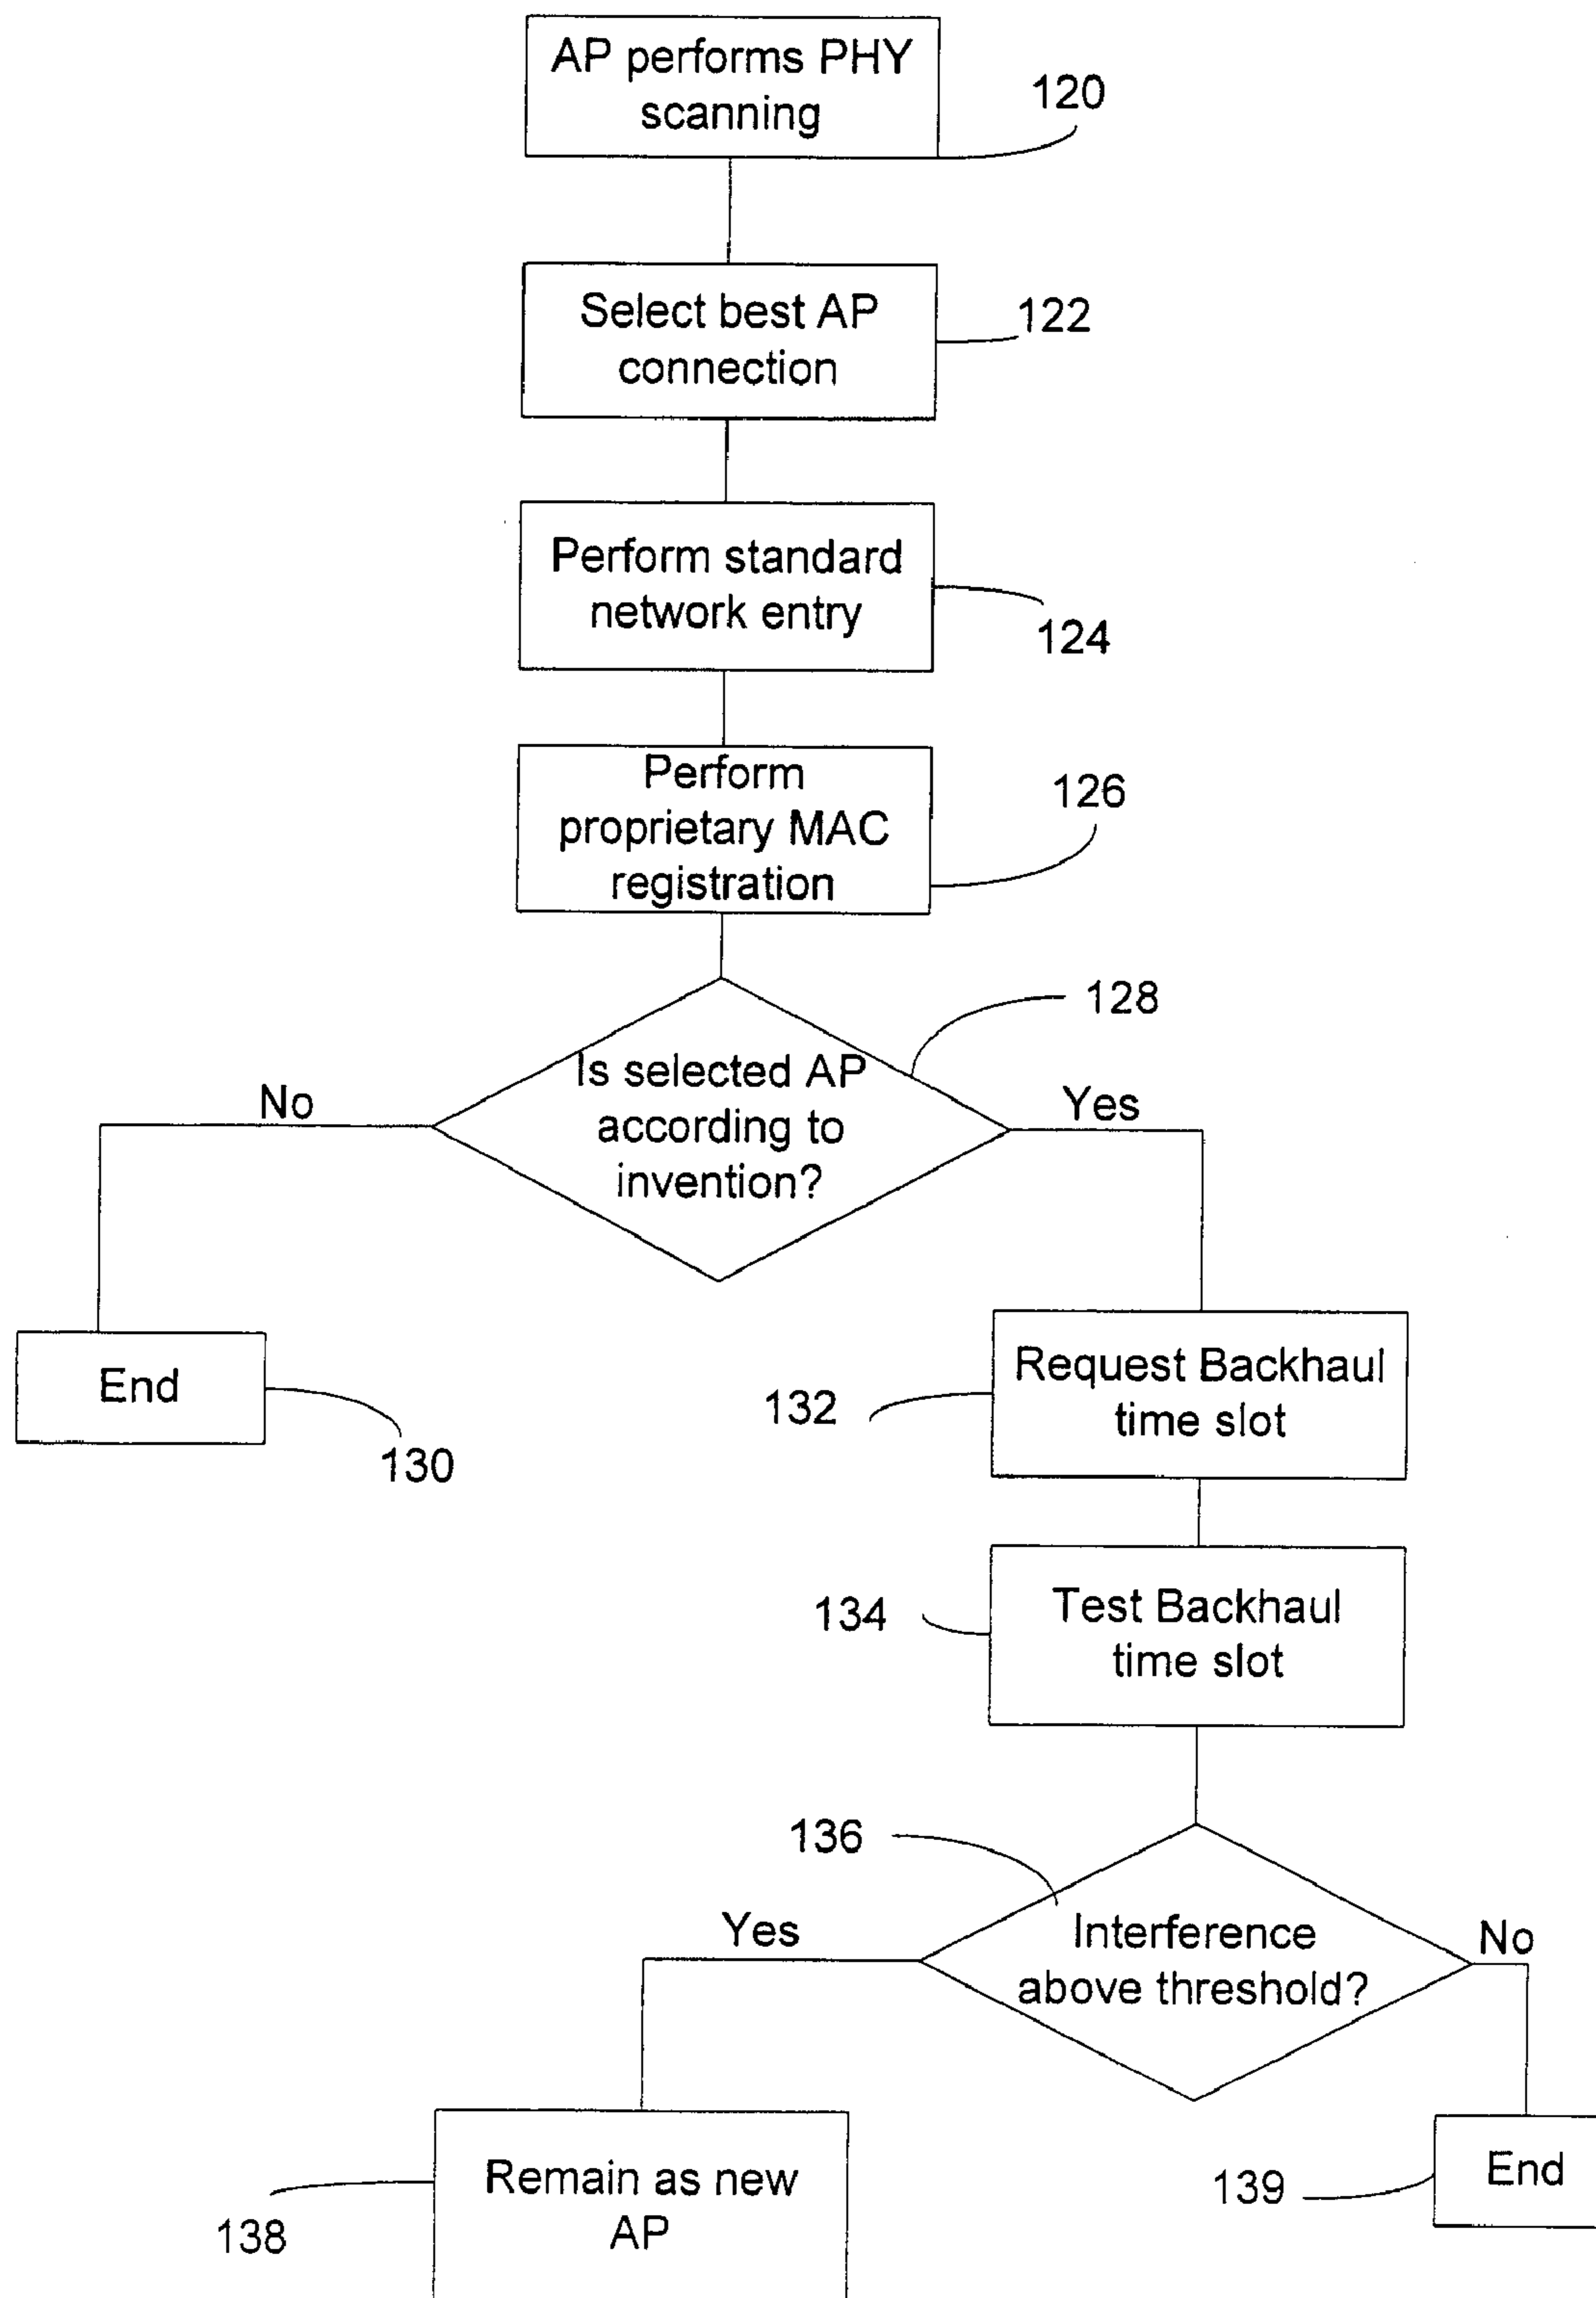 AP performs PHY
scanning
120
Select best AP
connection
122
Perform standard
network entry
124
Perform
proprietary MAC
registration
126
128
Is selected AP
according to
invention?
No
Yes
End
130
Request Backhaul
time slot
132
Test Backhaul
time slot
134
136
Interference
above threshold?
Yes
No
Remain as new
AP
138
End
139